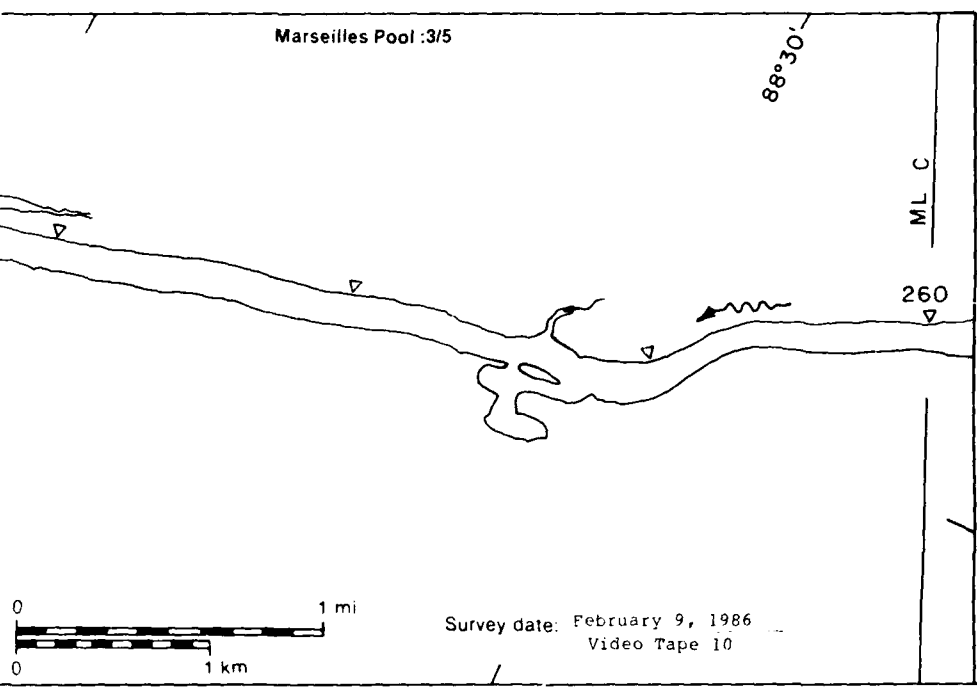 Marseilles Pool :3/5
88°30'
ML C
260
0 1 mi
0 1 km
Survey date: February 9, 1986
Video Tape 10